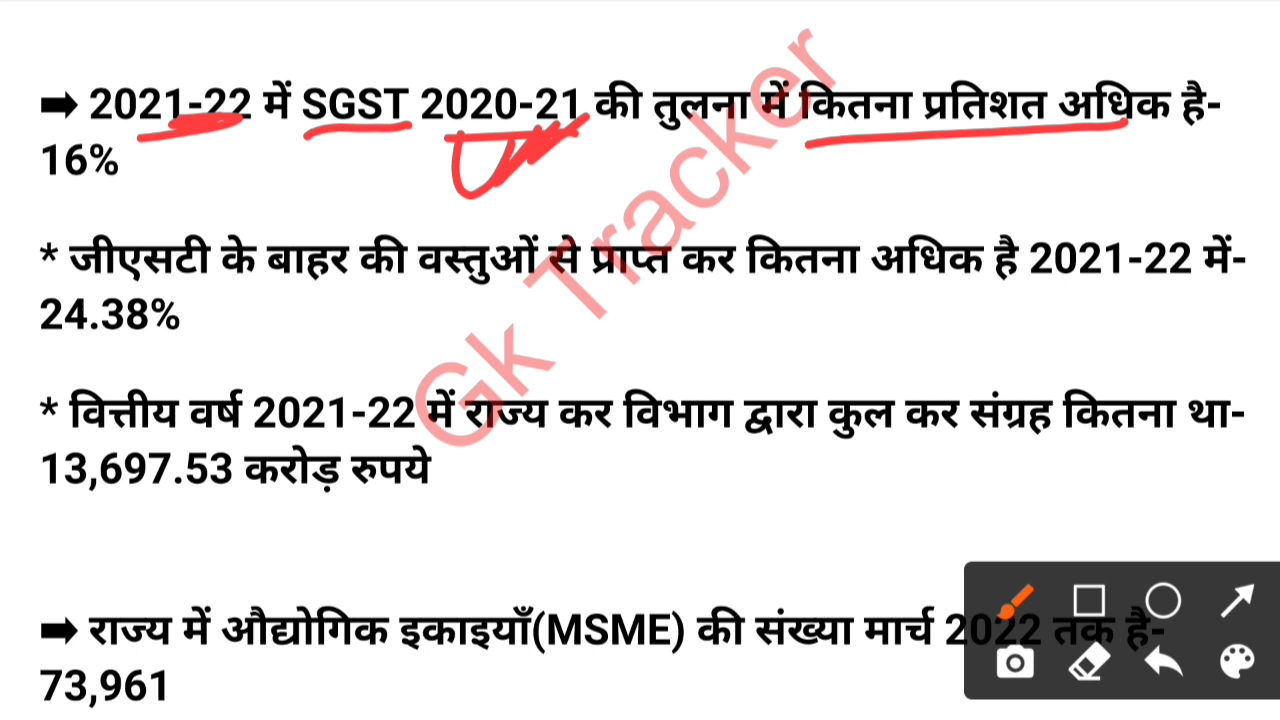 ➡ 2021-22 में SGST 2020-21 की तुलना में कितना प्रतिशत अधिक है-
16%
* जीएसटी के बाहर की वस्तुओं से प्राप्त कर कितना अधिक है 2021-22 में-
24.38%
* वित्तीय वर्ष 2021-22 में राज्य कर विभाग द्वारा कुल कर संग्रह कितना था-
13,697.53 करोड़ रुपये
➡ राज्य में औद्योगिक इकाइयाँ(MSME) की संख्या मार्च 2022 तक है-
73,961
Gk Tracker